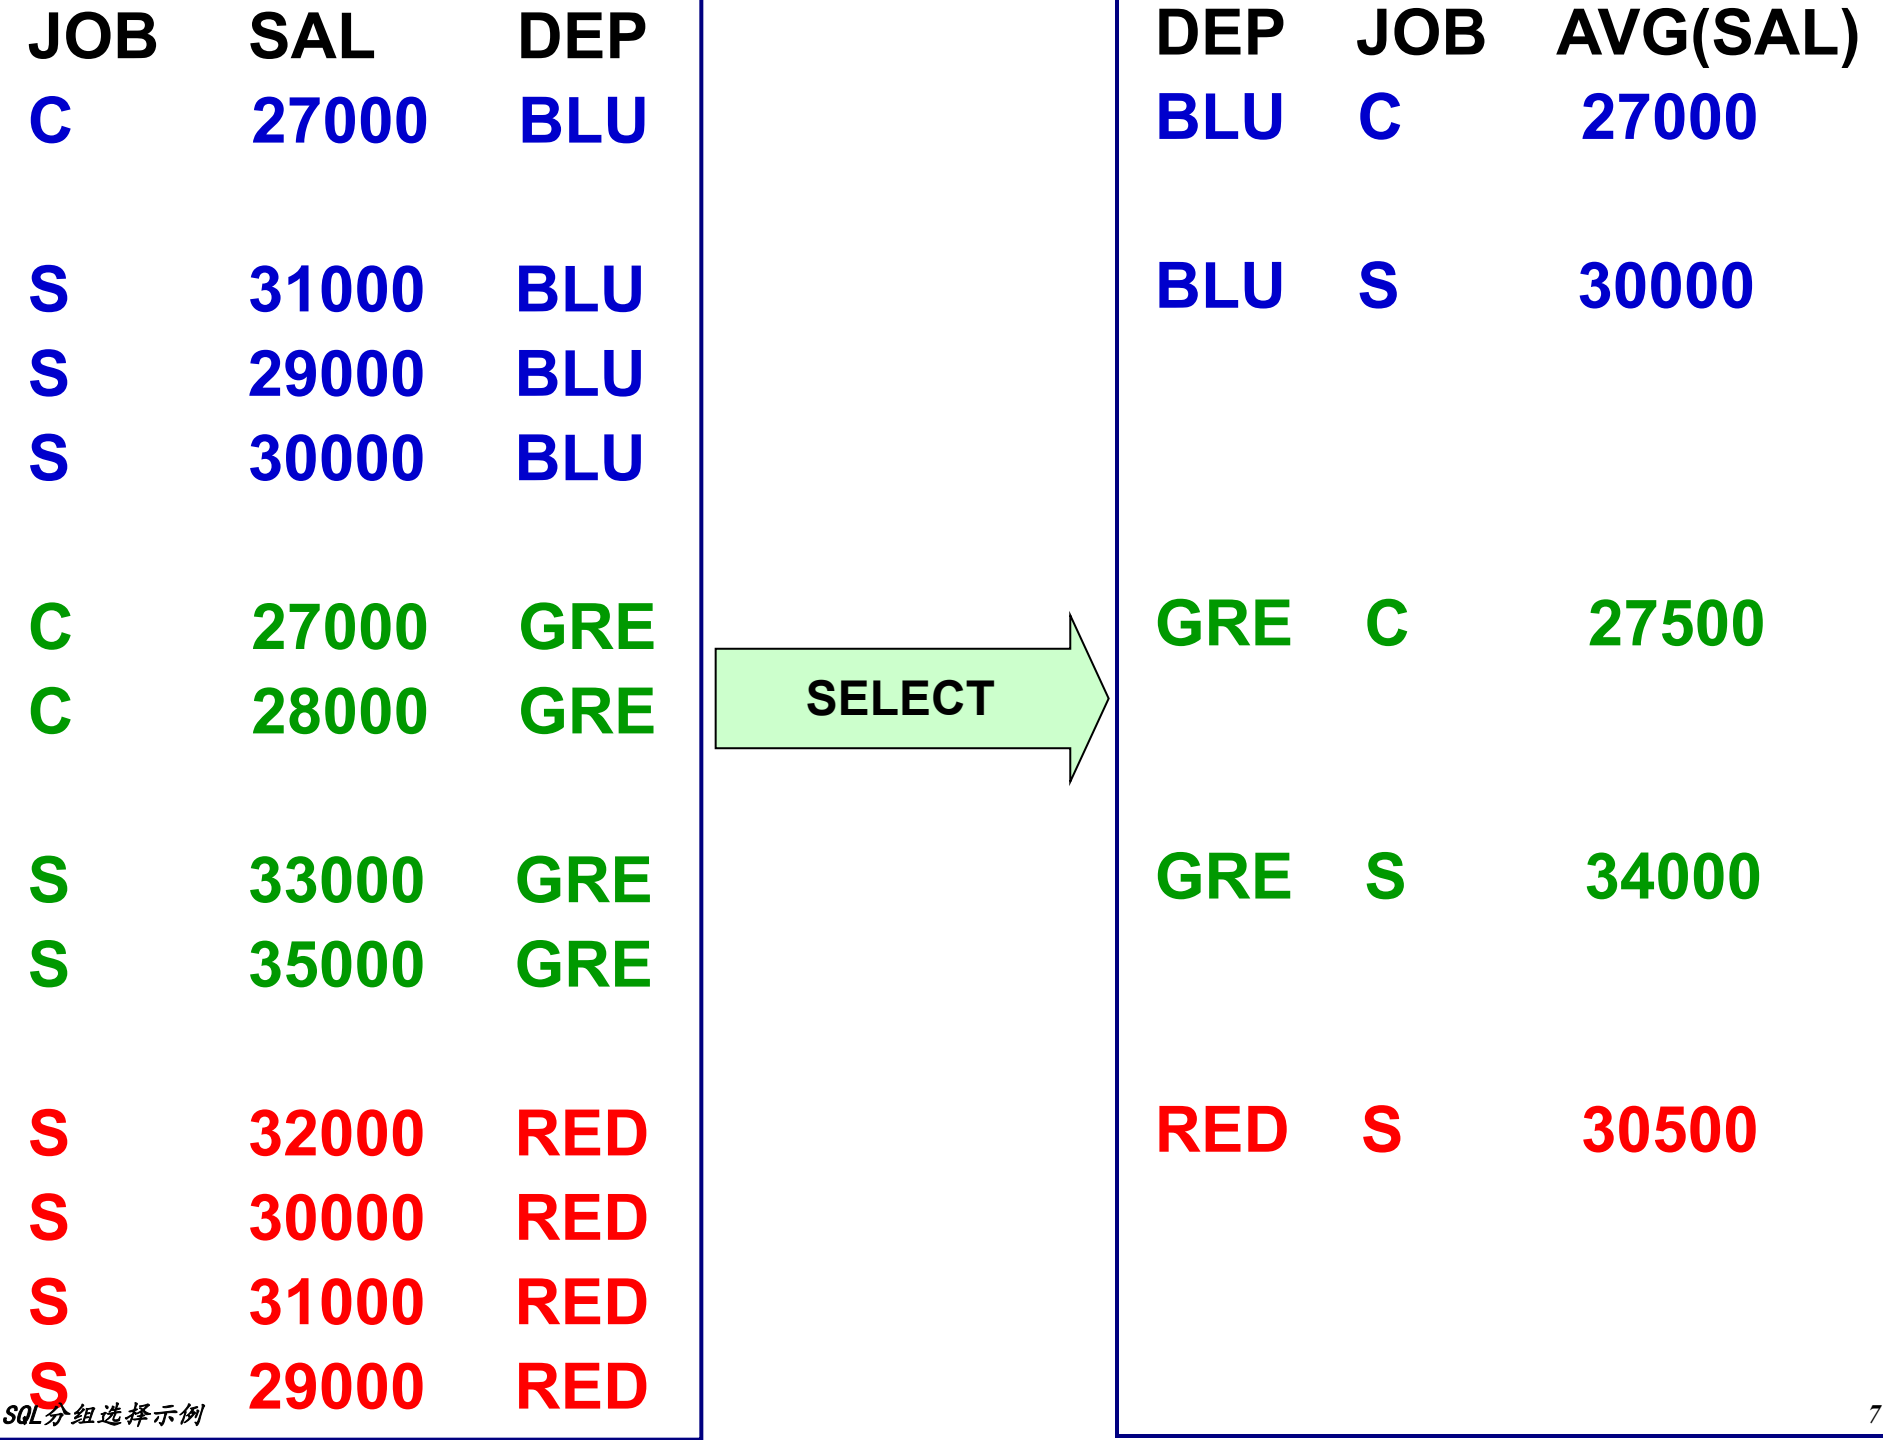 JOB SAL DEP
C 27000 BLU
S 31000 BLU
S 29000 BLU
S 30000 BLU
C 27000 GRE
C 28000 GRE
S 33000 GRE
S 35000 GRE
S 32000 RED
S 30000 RED
S 31000 RED
S 29000 RED
SELECT
DEP JOB AVG(SAL)
BLU C 27000
BLU S 30000
GRE C 27500
GRE S 34000
RED S 30500
SQL分组选择示例
7